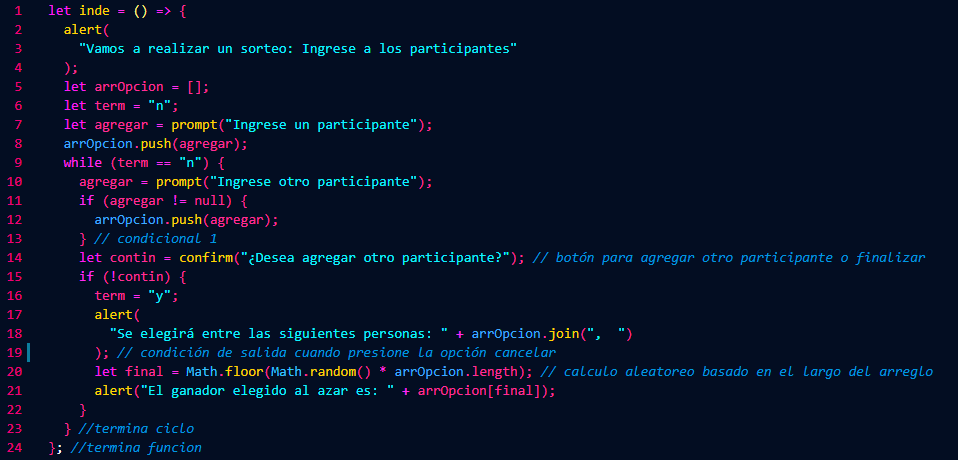 1 let inde = () => {
2 alert(
3 "Vamos a realizar un sorteo: Ingrese a los participantes"
4 );
5 let arrOpcion = [];
6 let term = "n";
7 let agregar = prompt("Ingrese un participante");
8 arrOpcion.push(agregar);
9 while (term == "n") {
10 agregar = prompt("Ingrese otro participante");
11 if (agregar != null) {
12 arrOpcion.push(agregar);
13 } // condicional 1
14 let contin = confirm("¿Desea agregar otro participante?"); // botón para agregar otro participante o finalizar
15 if (!contin) {
16 term = "y";
17 alert(
18 "Se elegirá entre las siguientes personas: " + arrOpcion.join(",  ")
19 ); // condición de salida cuando presione la opción cancelar
20 let final = Math.floor(Math.random() * arrOpcion.length); // calculo aleatoreo basado en el largo del arreglo
21 alert("El ganador elegido al azar es: " + arrOpcion[final]);
22 }
23 } //termina ciclo
24 }; //termina funcion